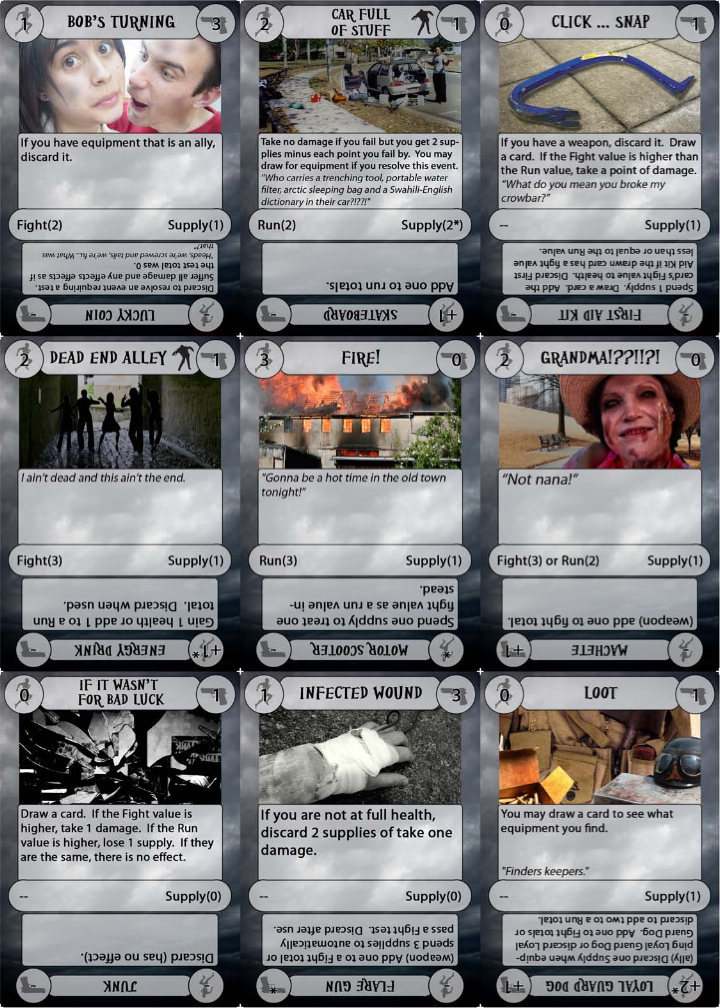 1 BOB'S TURNING 3
If you have equipment that is an ally,
discard it.
Fight(2) Supply(1)
- LUCKY COIN -
Discard to resolve an event requiring a test.
Suffer all damage and any effects as if
the test total was 0.
"Heads, we're screwed and tails, we're fu... What was
that?"
2 CAR FULL
OF STUFF 1
Take no damage if you fail but you get 2 sup-
plies minus each point you fail by. You may
draw for equipment if you resolve this event.
"Who carries a trenching tool, portable water
filter, arctic sleeping bag and a Swahili-English
dictionary in their car?!??!"
Run(2) Supply(2*)
+1 SKATEBOARD -
Add one to run totals.
0 CLICK ... SNAP 1
If you have a weapon, discard it. Draw
a card. If the Fight value is higher than
the Run value, take a point of damage.
"What do you mean you broke my
crowbar?"
-- Supply(1)
- FIRST AID KIT -
Spend 1 supply. Draw a card. Add the
card's Fight value to health. Discard First
Aid Kit if the drawn card has a fight value
less than or equal to the Run value.
2 DEAD END ALLEY 1
I ain't dead and this ain't the end.
Fight(3) Supply(1)
+1* ENERGY DRINK -
Gain 1 health or add 1 to a Run
total. Discard when used.
3 FIRE! 0
"Gonna be a hot time in the old town
tonight!"
Run(3) Supply(1)
* MOTOR SCOOTER -
Spend one supply to treat one
fight value as a run value in-
stead.
2 GRANDMA!??!!?! 0
"Not nana!"
Fight(3) or Run(2) Supply(1)
- MACHETE +1
(weapon) add one to fight total.
0 IF IT WASN'T
FOR BAD LUCK 1
Draw a card. If the Fight value is
higher, take 1 damage. If the Run
value is higher, lose 1 supply. If they
are the same, there is no effect.
-- Supply(0)
- JUNK -
Discard (has no effect).
1 INFECTED WOUND 3
If you are not at full health,
discard 2 supplies of take one
damage.
-- Supply(0)
- FLARE GUN *
(weapon) Add one to a Fight total or
spend 3 supplies to automatically
pass a Fight test. Discard after use.
0 LOOT 1
You may draw a card to see what
equipment you find.
"Finders keepers."
-- Supply(1)
+2* LOYAL GUARD DOG +1
(ally) Discard one Supply when equip-
ping Loyal Guard Dog. Add one to Fight totals or
discard Loyal Guard Dog to add two to a Run total.